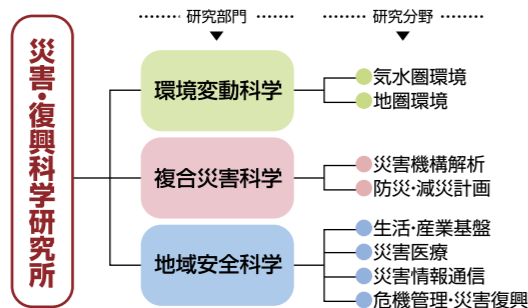 研究部門
研究分野
災害・復興科学研究所
環境変動科学
気水圏環境
地圏環境
複合災害科学
災害機構解析
防災・減災計画
地域安全科学
生活・産業基盤
災害医療
災害情報通信
危機管理・災害復興